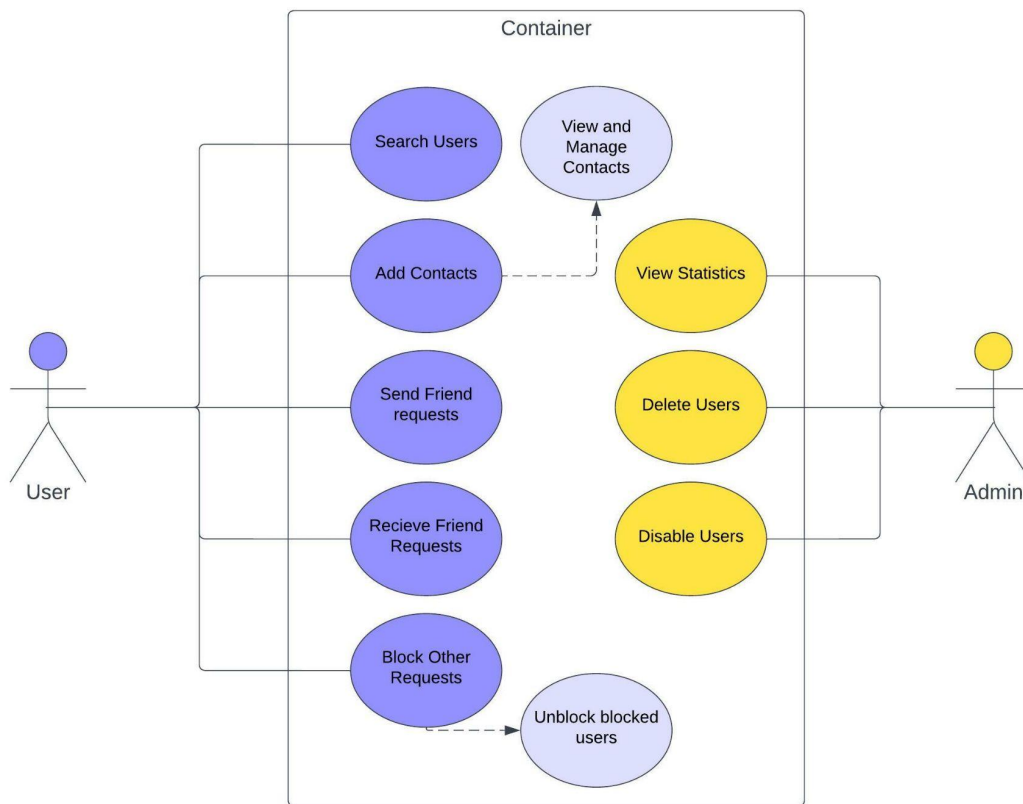 Container
Search Users
View and
Manage
Contacts
Add Contacts
View Statistics
Send Friend
requests
Delete Users
User
Admin
Recieve Friend
Requests
Disable Users
Block Other
Requests
Unblock blocked
users